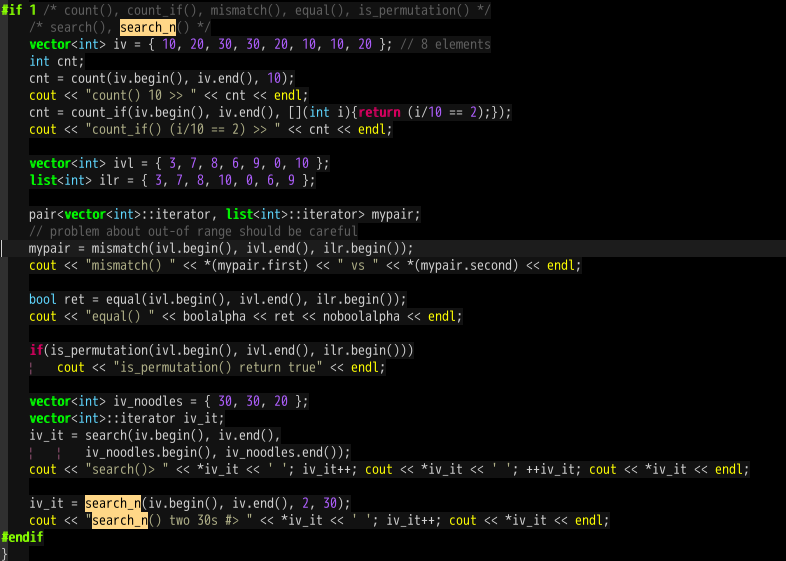 #if 1 /* count(), count_if(), mismatch(), equal(), is_permutation() */
    /* search(), search_n() */
    vector<int> iv = { 10, 20, 30, 30, 20, 10, 10, 20 }; // 8 elements
    int cnt;
    cnt = count(iv.begin(), iv.end(), 10);
    cout << "count() 10 >> " << cnt << endl;
    cnt = count_if(iv.begin(), iv.end(), [](int i){return (i/10 == 2);});
    cout << "count_if() (i/10 == 2) >> " << cnt << endl;

    vector<int> ivl = { 3, 7, 8, 6, 9, 0, 10 };
    list<int> ilr = { 3, 7, 8, 10, 0, 6, 9 };

    pair<vector<int>::iterator, list<int>::iterator> mypair;
    // problem about out-of range should be careful
    mypair = mismatch(ivl.begin(), ivl.end(), ilr.begin());
    cout << "mismatch() " << *(mypair.first) << " vs " << *(mypair.second) << endl;

    bool ret = equal(ivl.begin(), ivl.end(), ilr.begin());
    cout << "equal() " << boolalpha << ret << noboolalpha << endl;

    if(is_permutation(ivl.begin(), ivl.end(), ilr.begin()))
    ¦   cout << "is_permutation() return true" << endl;

    vector<int> iv_noodles = { 30, 30, 20 };
    vector<int>::iterator iv_it;
    iv_it = search(iv.begin(), iv.end(),
    ¦   ¦   iv_noodles.begin(), iv_noodles.end());
    cout << "search()> " << *iv_it << ' '; iv_it++; cout << *iv_it << ' '; ++iv_it; cout << *iv_it << endl;

    iv_it = search_n(iv.begin(), iv.end(), 2, 30);
    cout << "search_n() two 30s #> " << *iv_it << ' '; iv_it++; cout << *iv_it << endl;
#endif
}